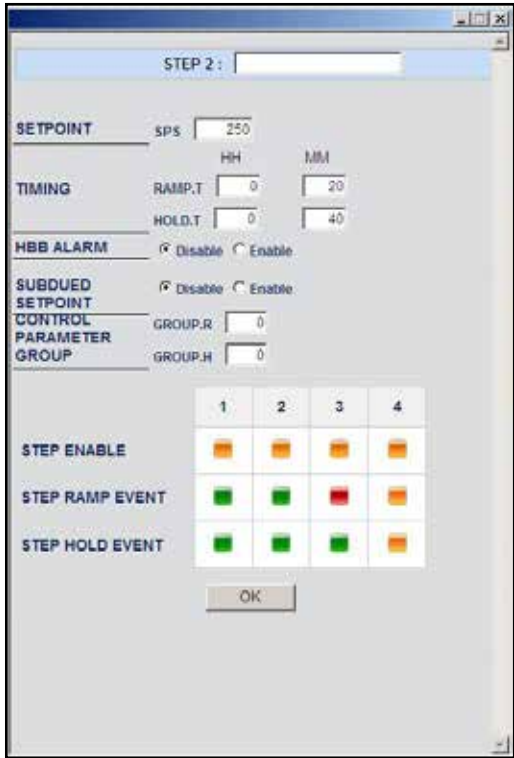 STEP 2 :
SETPOINT SPS 250
HH MM
TIMING RAMP.T 0 20
HOLD.T 0 40
HBB ALARM Disable Enable
SUBDUED SETPOINT Disable Enable
CONTROL PARAMETER GROUP GROUP.R 0
GROUP.H 0
1 2 3 4
STEP ENABLE
STEP RAMP EVENT
STEP HOLD EVENT
OK